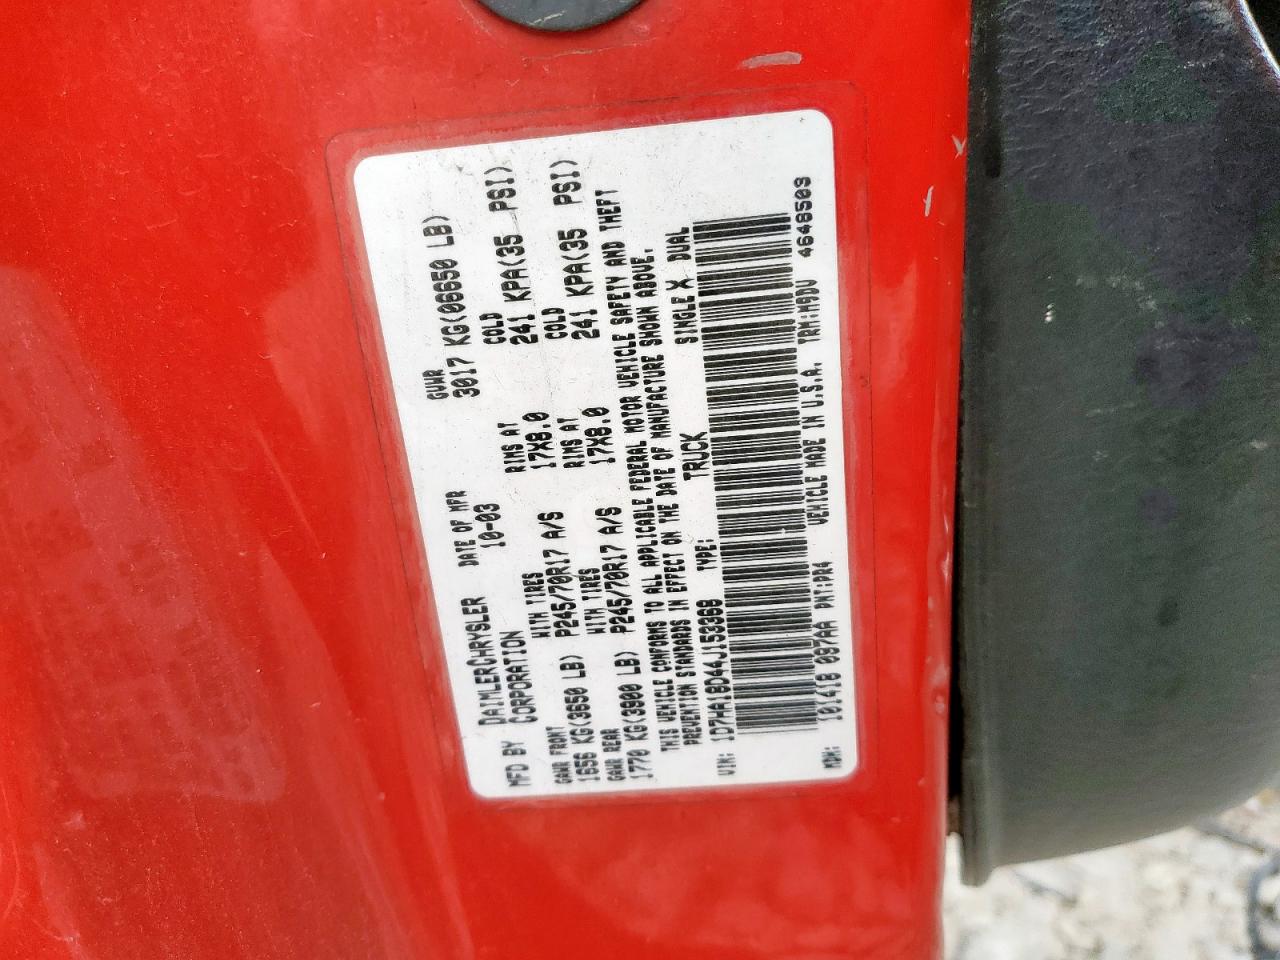 MFD BY DAIMLERCHRYSLER CORPORATION
DATE OF MFR 10-03
GVWR 3017 KG(06650 LB)
GAWR FRONT 1656 KG(3650 LB)
WITH TIRES P245/70R17 A/S
RIMS AT 17X8.0
COLD 241 KPA(35 PSI)
GAWR REAR 1770 KG(3900 LB)
WITH TIRES P245/70R17 A/S
RIMS AT 17X8.0
COLD 241 KPA(35 PSI)
THIS VEHICLE CONFORMS TO ALL APPLICABLE FEDERAL MOTOR VEHICLE SAFETY AND THEFT
PREVENTION STANDARDS IN EFFECT ON THE DATE OF MANUFACTURE SHOWN ABOVE.
VIN: 1D7HA18D44J153368 TYPE: TRUCK SINGLE X DUAL
MDH: 101418 097AA PNT:PR4 VEHICLE MADE IN U.S.A. TRM:M9DV 4648503